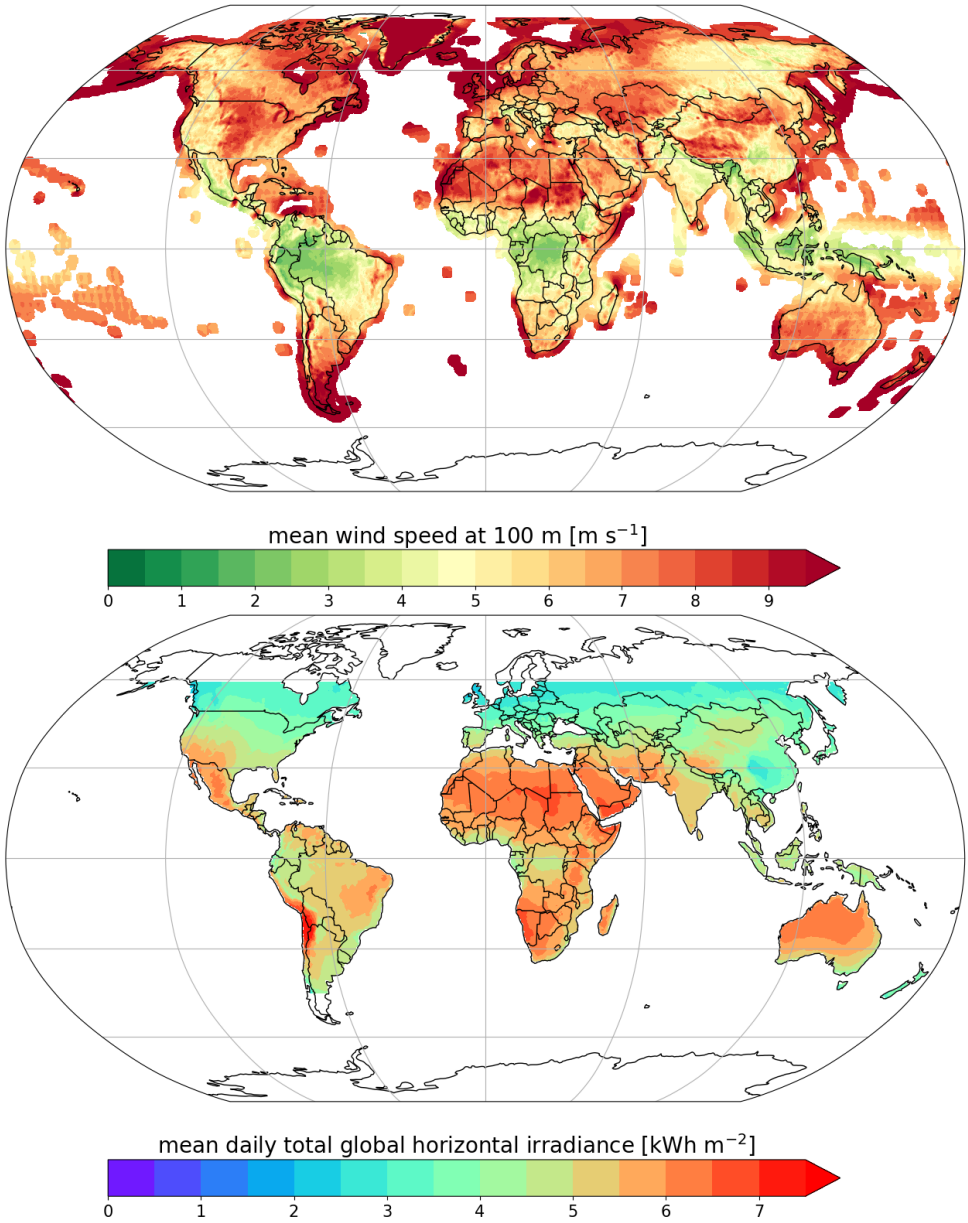 mean wind speed at 100 m [m s⁻¹]
0 1 2 3 4 5 6 7 8 9
mean daily total global horizontal irradiance [kWh m⁻²]
0 1 2 3 4 5 6 7